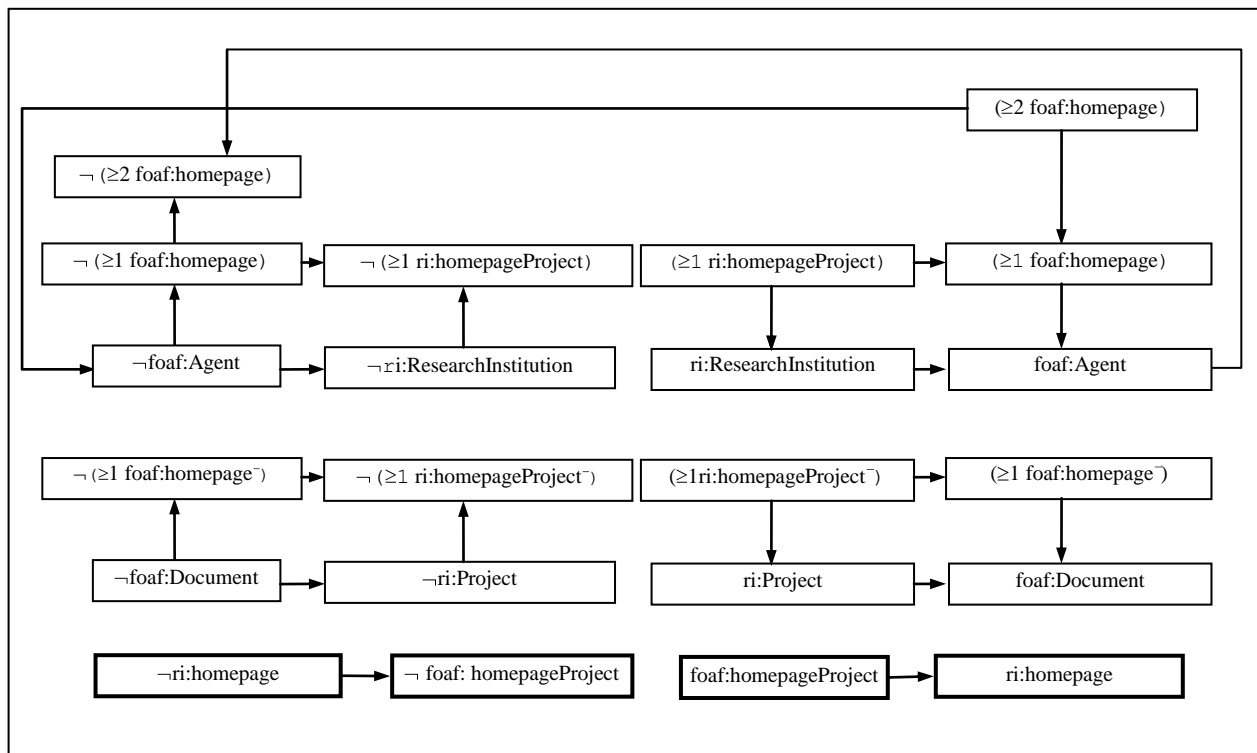 (≥2 foaf:homepage)
¬ (≥2 foaf:homepage)
¬ (≥1 foaf:homepage)
¬ (≥1 ri:homepageProject)
(≥1 ri:homepageProject)
(≥1 foaf:homepage)
¬foaf:Agent
¬ri:ResearchInstitution
ri:ResearchInstitution
foaf:Agent
¬ (≥1 foaf:homepage⁻)
¬ (≥1 ri:homepageProject⁻)
(≥1ri:homepageProject⁻)
(≥1 foaf:homepage⁻)
¬foaf:Document
¬ri:Project
ri:Project
foaf:Document
¬ri:homepage
¬ foaf: homepageProject
foaf:homepageProject
ri:homepage